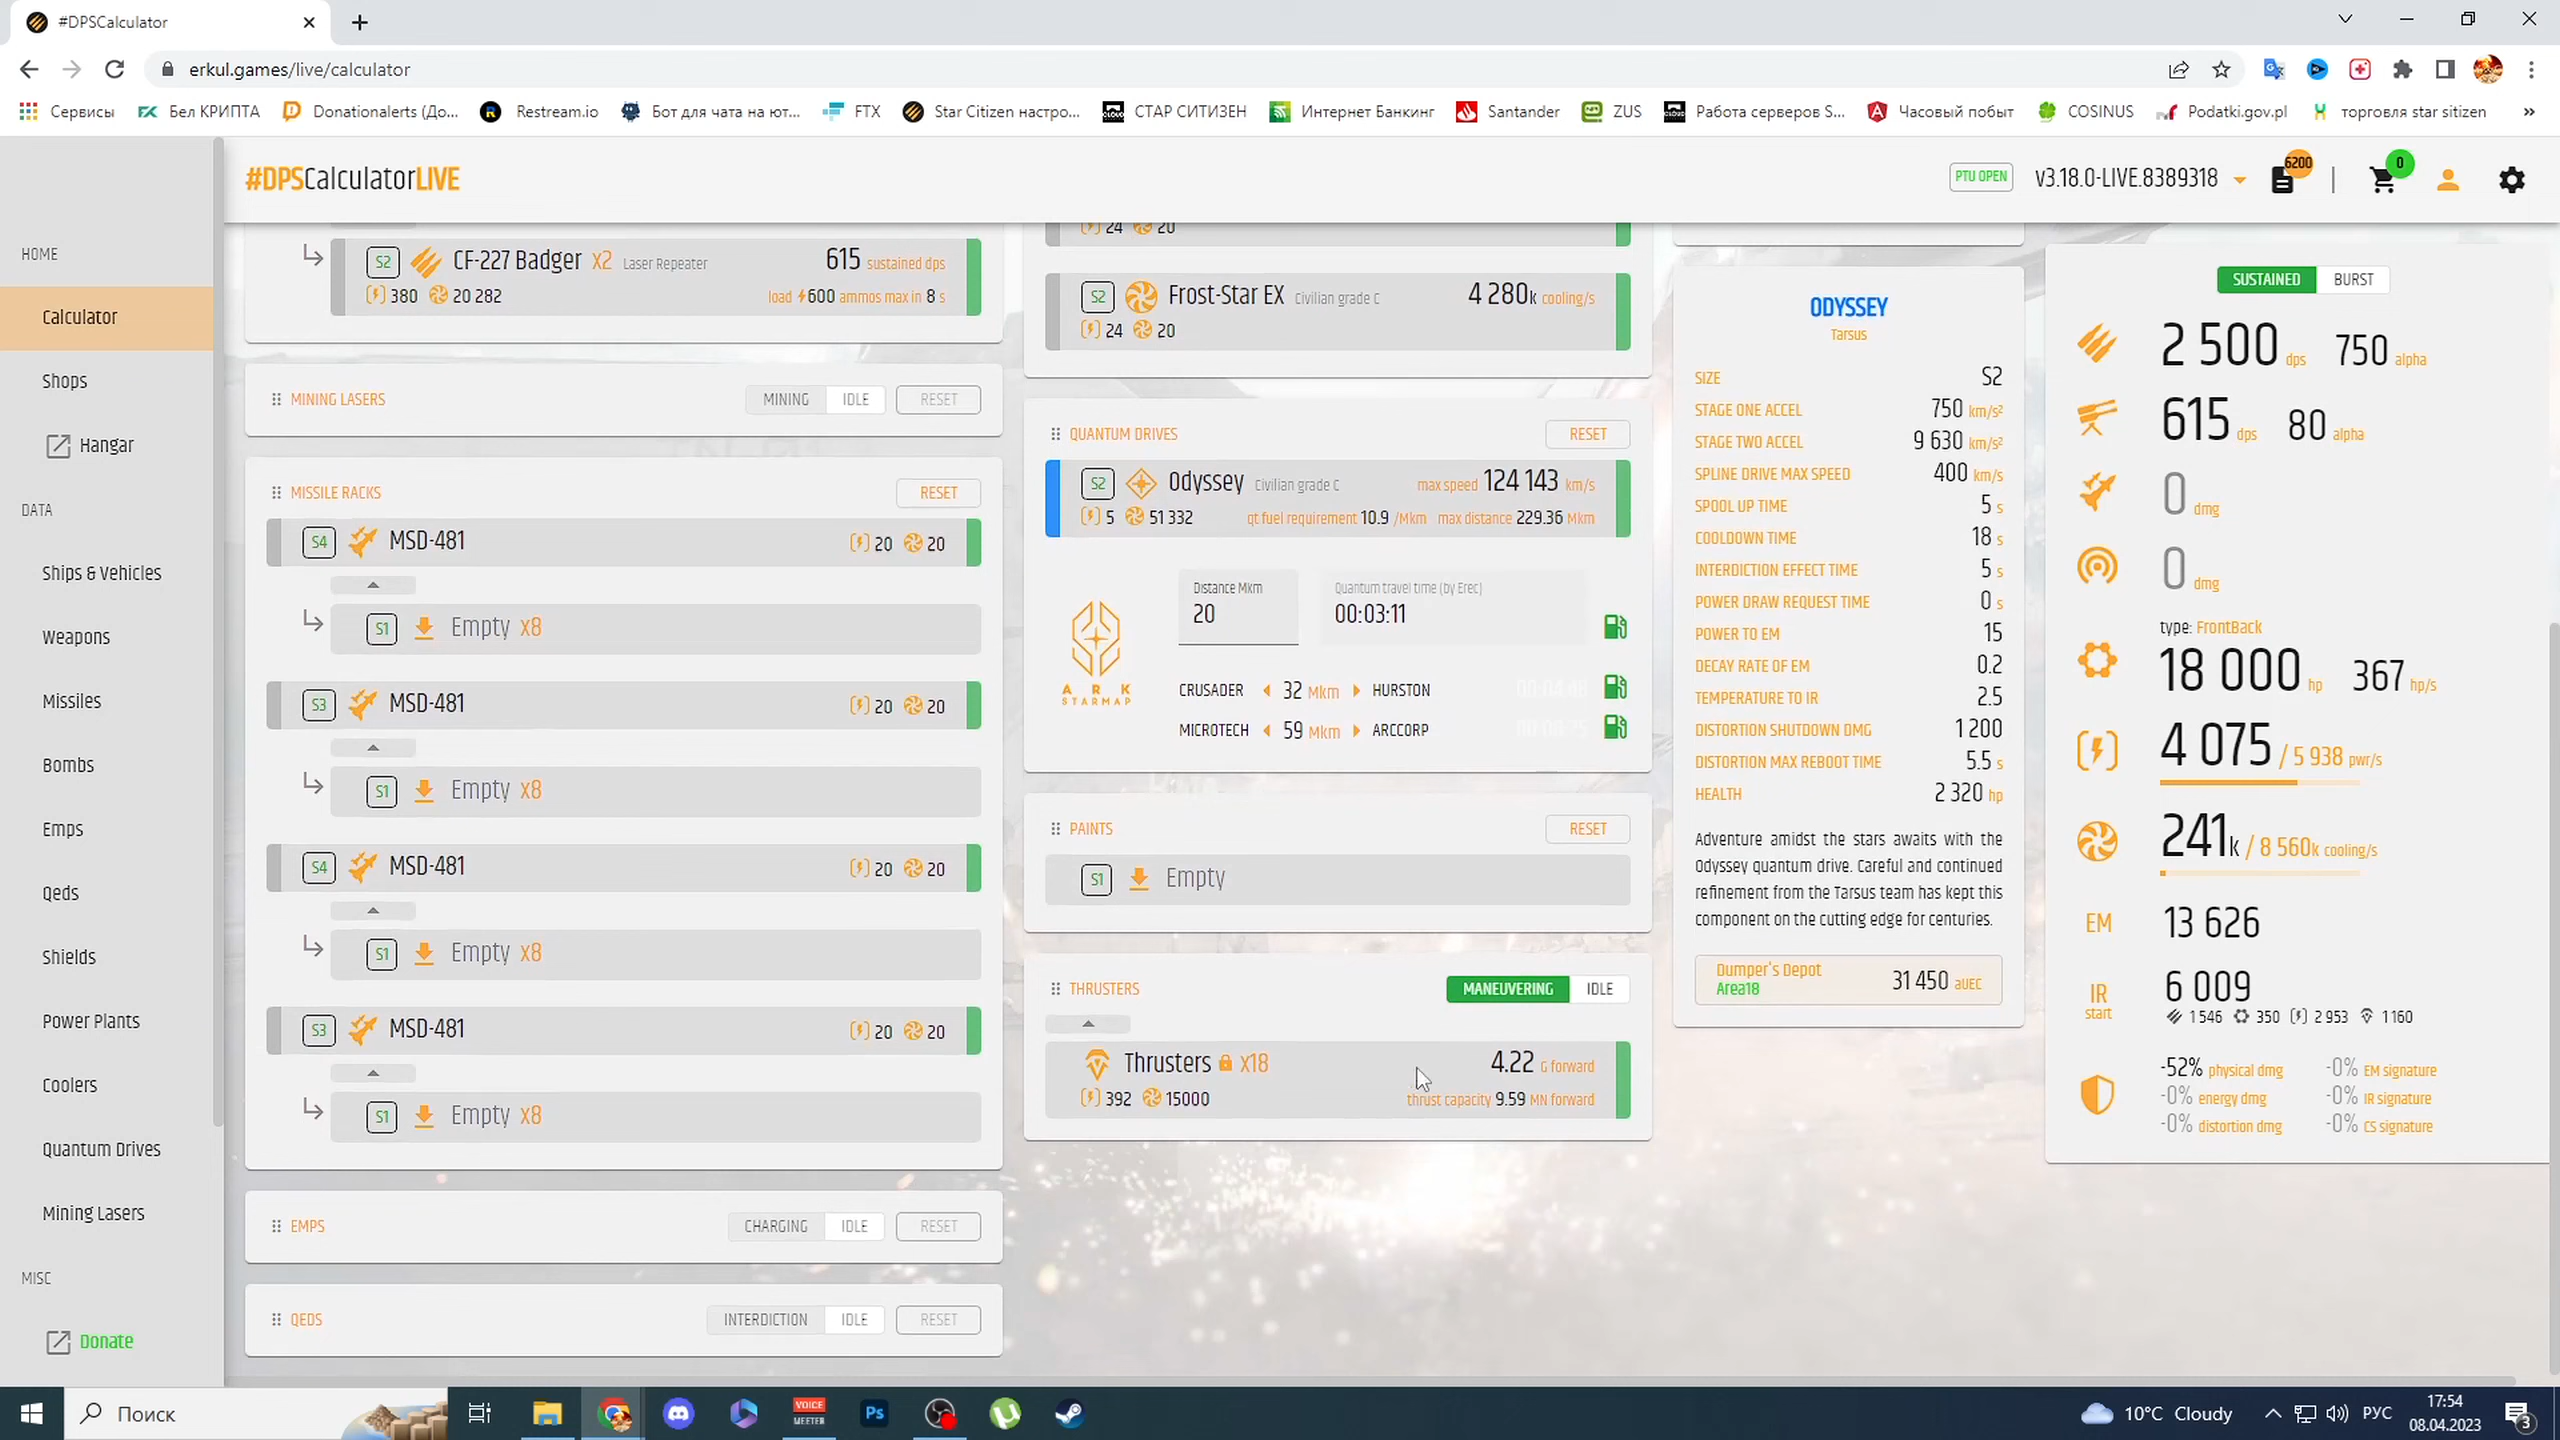 #DPSCalculator
erkul.games/live/calculator
Сервисы
Бел КРИПТА
Donationalerts (До...
Restream.io
Бот для чата на ют...
FTX
Star Citizen настро...
СТАР СИТИЗЕН
Интернет Банкинг
Santander
ZUS
Работа серверов S...
Часовый побыт
COSINUS
Podatki.gov.pl
торговля star sitizen
»
#DPSCalculatorLIVE
PTU OPEN
v3.18.0-LIVE.8389318
6200
0
HOME
Calculator
Shops
Hangar
DATA
Ships & Vehicles
Weapons
Missiles
Bombs
Emps
Qeds
Shields
Power Plants
Coolers
Quantum Drives
Mining Lasers
MISC
Donate
S2 CF-227 Badger x2 Laser Repeater 615 sustained dps
380 20 282 load 600 ammos max in 8 s
MINING LASERS MINING IDLE RESET
MISSILE RACKS RESET
S4 MSD-481 20 20
S1 Empty x8
S3 MSD-481 20 20
S1 Empty x8
S4 MSD-481 20 20
S1 Empty x8
S3 MSD-481 20 20
S1 Empty x8
EMPS CHARGING IDLE RESET
QEDS INTERDICTION IDLE RESET
24 20
S2 Frost-Star EX Civilian grade C 4 280k cooling/s
24 20
QUANTUM DRIVES RESET
S2 Odyssey Civilian grade C max speed 124 143 km/s
5 51 332 qt fuel requirement 10.9 /Mkm max distance 229.36 Mkm
Distance Mkm Quantum travel time (by Erec)
20 00:03:11
ARK
STARMAP
CRUSADER 32 Mkm HURSTON
MICROTECH 59 Mkm ARCCORP
PAINTS RESET
S1 Empty
THRUSTERS MANEUVERING IDLE
Thrusters x18 4.22 G forward
392 15000 thrust capacity 9.59 MN forward
ODYSSEY
Tarsus
SIZE S2
STAGE ONE ACCEL 750 km/s²
STAGE TWO ACCEL 9 630 km/s²
SPLINE DRIVE MAX SPEED 400 km/s
SPOOL UP TIME 5 s
COOLDOWN TIME 18 s
INTERDICTION EFFECT TIME 5 s
POWER DRAW REQUEST TIME 0 s
POWER TO EM 15
DECAY RATE OF EM 0.2
TEMPERATURE TO IR 2.5
DISTORTION SHUTDOWN DMG 1 200
DISTORTION MAX REBOOT TIME 5.5 s
HEALTH 2 320 hp
Adventure amidst the stars awaits with the
Odyssey quantum drive. Careful and continued
refinement from the Tarsus team has kept this
component on the cutting edge for centuries.
Dumper's Depot 31 450 aUEC
Area18
SUSTAINED BURST
2 500 dps 750 alpha
615 dps 80 alpha
0 dmg
0 dmg
type: FrontBack
18 000 hp 367 hp/s
4 075 / 5 938 pwr/s
241k / 8 560k cooling/s
EM 13 626
IR start 6 009
1 546 350 2 953 1 160
-52% physical dmg -0% EM signature
-0% energy dmg -0% IR signature
-0% distortion dmg -0% CS signature
Поиск
VOICE
MEETER
Ps
10°C Cloudy
РУС
17:54
08.04.2023
3